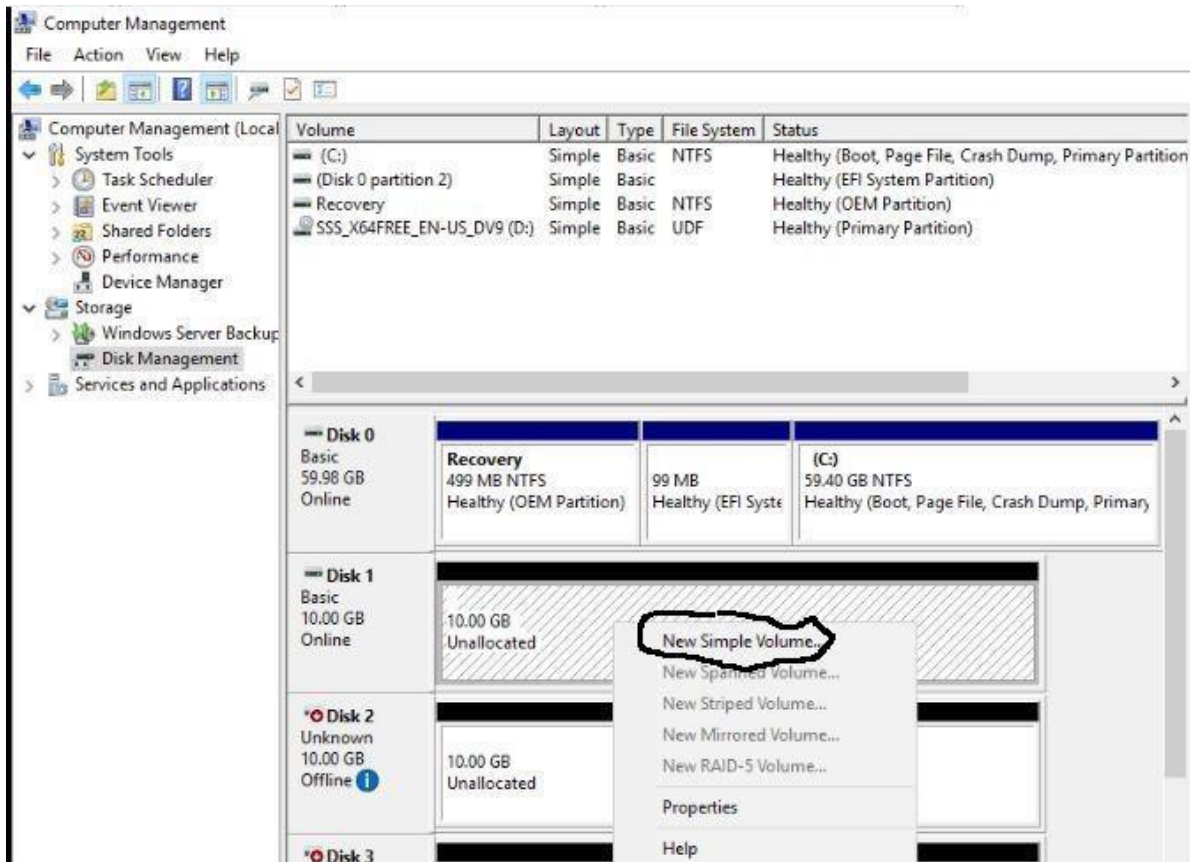 Computer Management
File Action View Help
Computer Management (Local
System Tools
Task Scheduler
Event Viewer
Shared Folders
Performance
Device Manager
Storage
Windows Server Backup
Disk Management
Services and Applications
Volume Layout Type File System Status
(C:) Simple Basic NTFS Healthy (Boot, Page File, Crash Dump, Primary Partition
(Disk 0 partition 2) Simple Basic Healthy (EFI System Partition)
Recovery Simple Basic NTFS Healthy (OEM Partition)
SSS_X64FREE_EN-US_DV9 (D:) Simple Basic UDF Healthy (Primary Partition)
Disk 0
Basic
59.98 GB
Online
Recovery
499 MB NTFS
Healthy (OEM Partition)
99 MB
Healthy (EFI Syste
(C:)
59.40 GB NTFS
Healthy (Boot, Page File, Crash Dump, Primary
Disk 1
Basic
10.00 GB
Online
10.00 GB
Unallocated
New Simple Volume...
New Spanned Volume...
New Striped Volume...
New Mirrored Volume...
New RAID-5 Volume...
Properties
Help
Disk 2
Unknown
10.00 GB
Offline
10.00 GB
Unallocated
Disk 3